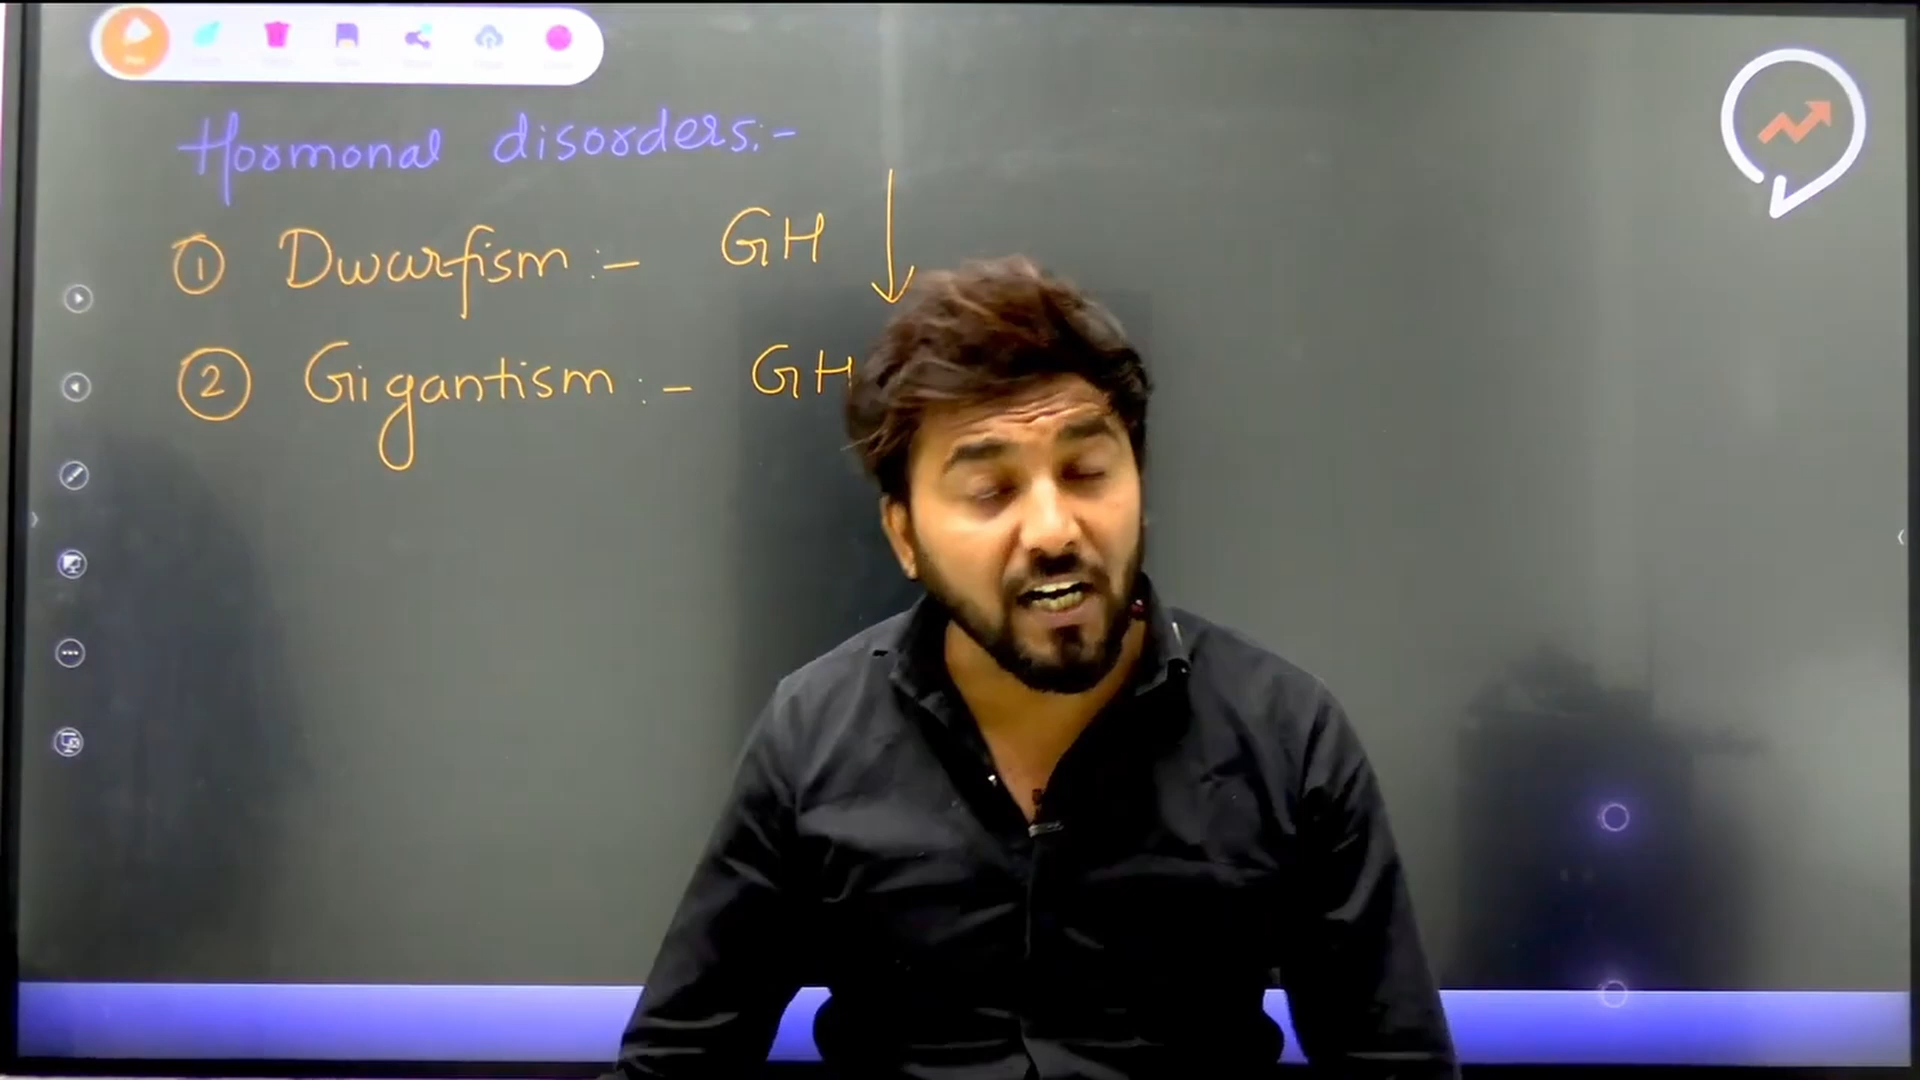 Hormonal disorders:-
① Dwarfism :- GH ↓
② Gigantism :- GH